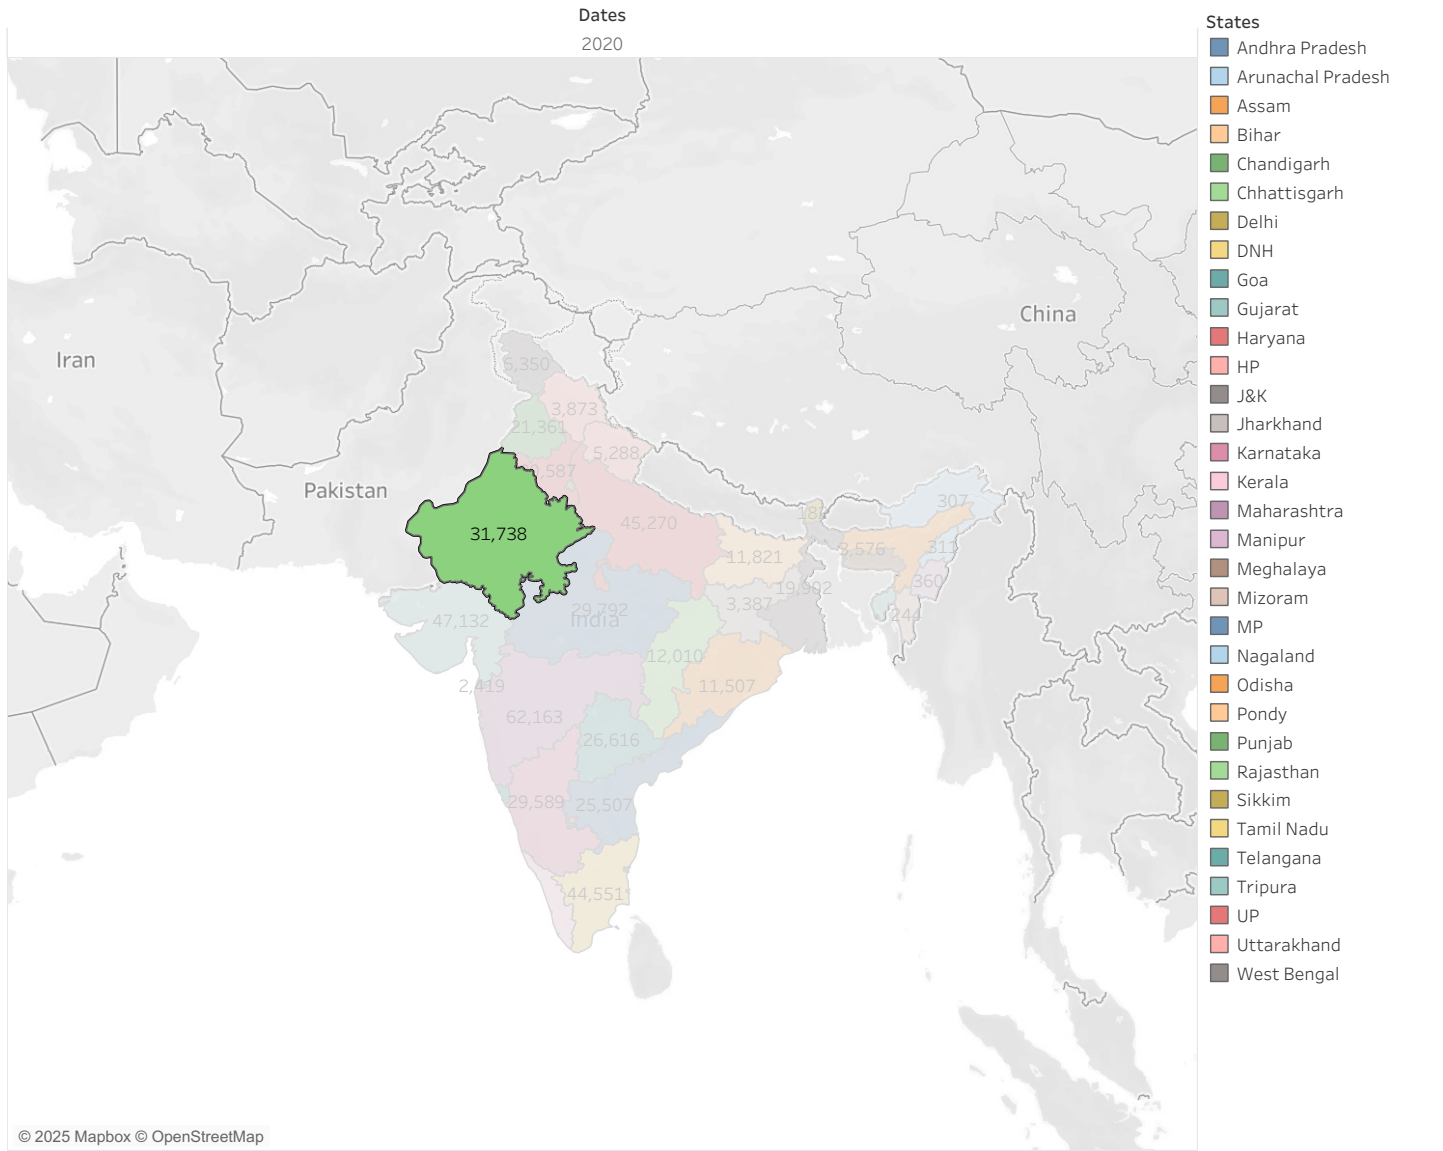 Dates
2020
States
Andhra Pradesh
Arunachal Pradesh
Assam
Bihar
Chandigarh
Chhattisgarh
Delhi
DNH
Goa
Gujarat
Haryana
HP
J&K
Jharkhand
Karnataka
Kerala
Maharashtra
Manipur
Meghalaya
Mizoram
MP
Nagaland
Odisha
Pondy
Punjab
Rajasthan
Sikkim
Tamil Nadu
Telangana
Tripura
UP
Uttarakhand
West Bengal
China
Iran
Pakistan
India
3,873
21,361
5,288
31,738
45,270
307
11,821
360
3,387
19,902
29,792
47,132
12,010
2,419
11,507
62,163
26,616
29,589
25,507
44,551
© 2025 Mapbox © OpenStreetMap